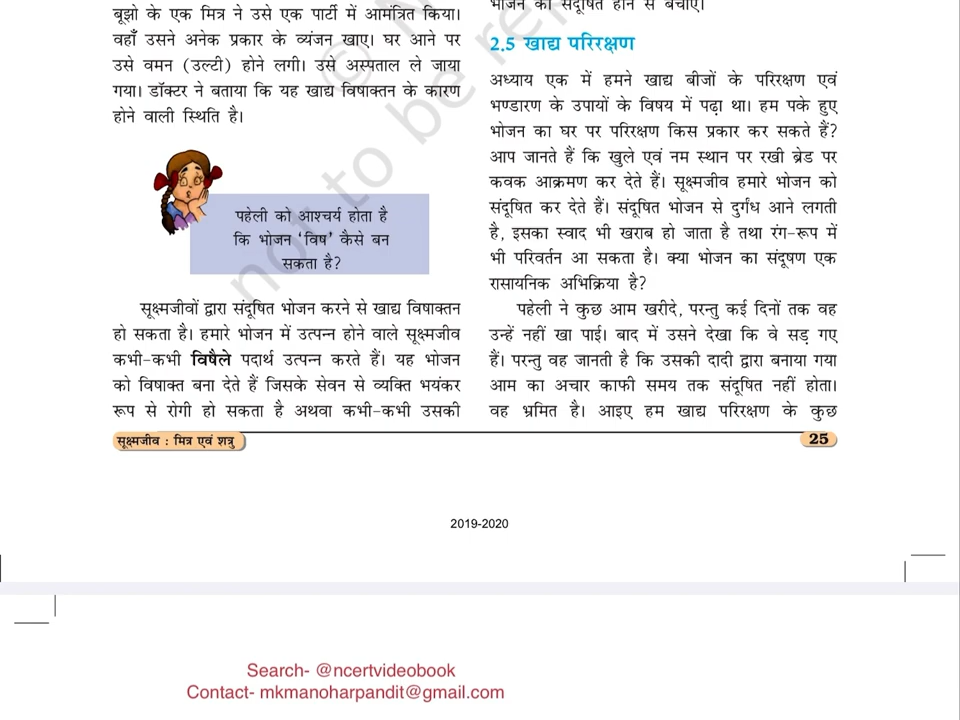 बूझो के एक मित्र ने उसे एक पार्टी में आमंत्रित किया।
वहाँ उसने अनेक प्रकार के व्यंजन खाए। घर आने पर
उसे वमन (उल्टी) होने लगी। उसे अस्पताल ले जाया
गया। डॉक्टर ने बताया कि यह खाद्य विषाक्तन के कारण
होने वाली स्थिति है।
पहेली को आश्चर्य होता है
कि भोजन ‘विष’ कैसे बन
सकता है?
सूक्ष्मजीवों द्वारा संदूषित भोजन करने से खाद्य विषाक्तन
हो सकता है। हमारे भोजन में उत्पन्न होने वाले सूक्ष्मजीव
कभी-कभी विषैले पदार्थ उत्पन्न करते हैं। यह भोजन
को विषाक्त बना देते हैं जिसके सेवन से व्यक्ति भयंकर
रूप से रोगी हो सकता है अथवा कभी-कभी उसकी
भोजन को संदूषित होने से बचाएँ।
2.5 खाद्य परिरक्षण
अध्याय एक में हमने खाद्य बीजों के परिरक्षण एवं
भण्डारण के उपायों के विषय में पढ़ा था। हम पके हुए
भोजन का घर पर परिरक्षण किस प्रकार कर सकते हैं?
आप जानते हैं कि खुले एवं नम स्थान पर रखी ब्रेड पर
कवक आक्रमण कर देते हैं। सूक्ष्मजीव हमारे भोजन को
संदूषित कर देते हैं। संदूषित भोजन से दुर्गंध आने लगती
है, इसका स्वाद भी खराब हो जाता है तथा रंग-रूप में
भी परिवर्तन आ सकता है। क्या भोजन का संदूषण एक
रासायनिक अभिक्रिया है?
पहेली ने कुछ आम खरीदे, परन्तु कई दिनों तक वह
उन्हें नहीं खा पाई। बाद में उसने देखा कि वे सड़ गए
हैं। परन्तु वह जानती है कि उसकी दादी द्वारा बनाया गया
आम का अचार काफी समय तक संदूषित नहीं होता।
वह भ्रमित है। आइए हम खाद्य परिरक्षण के कुछ
सूक्ष्मजीव : मित्र एवं शत्रु
25
not to be re
2019-2020
Search- @ncertvideobook
Contact- mkmanoharpandit@gmail.com